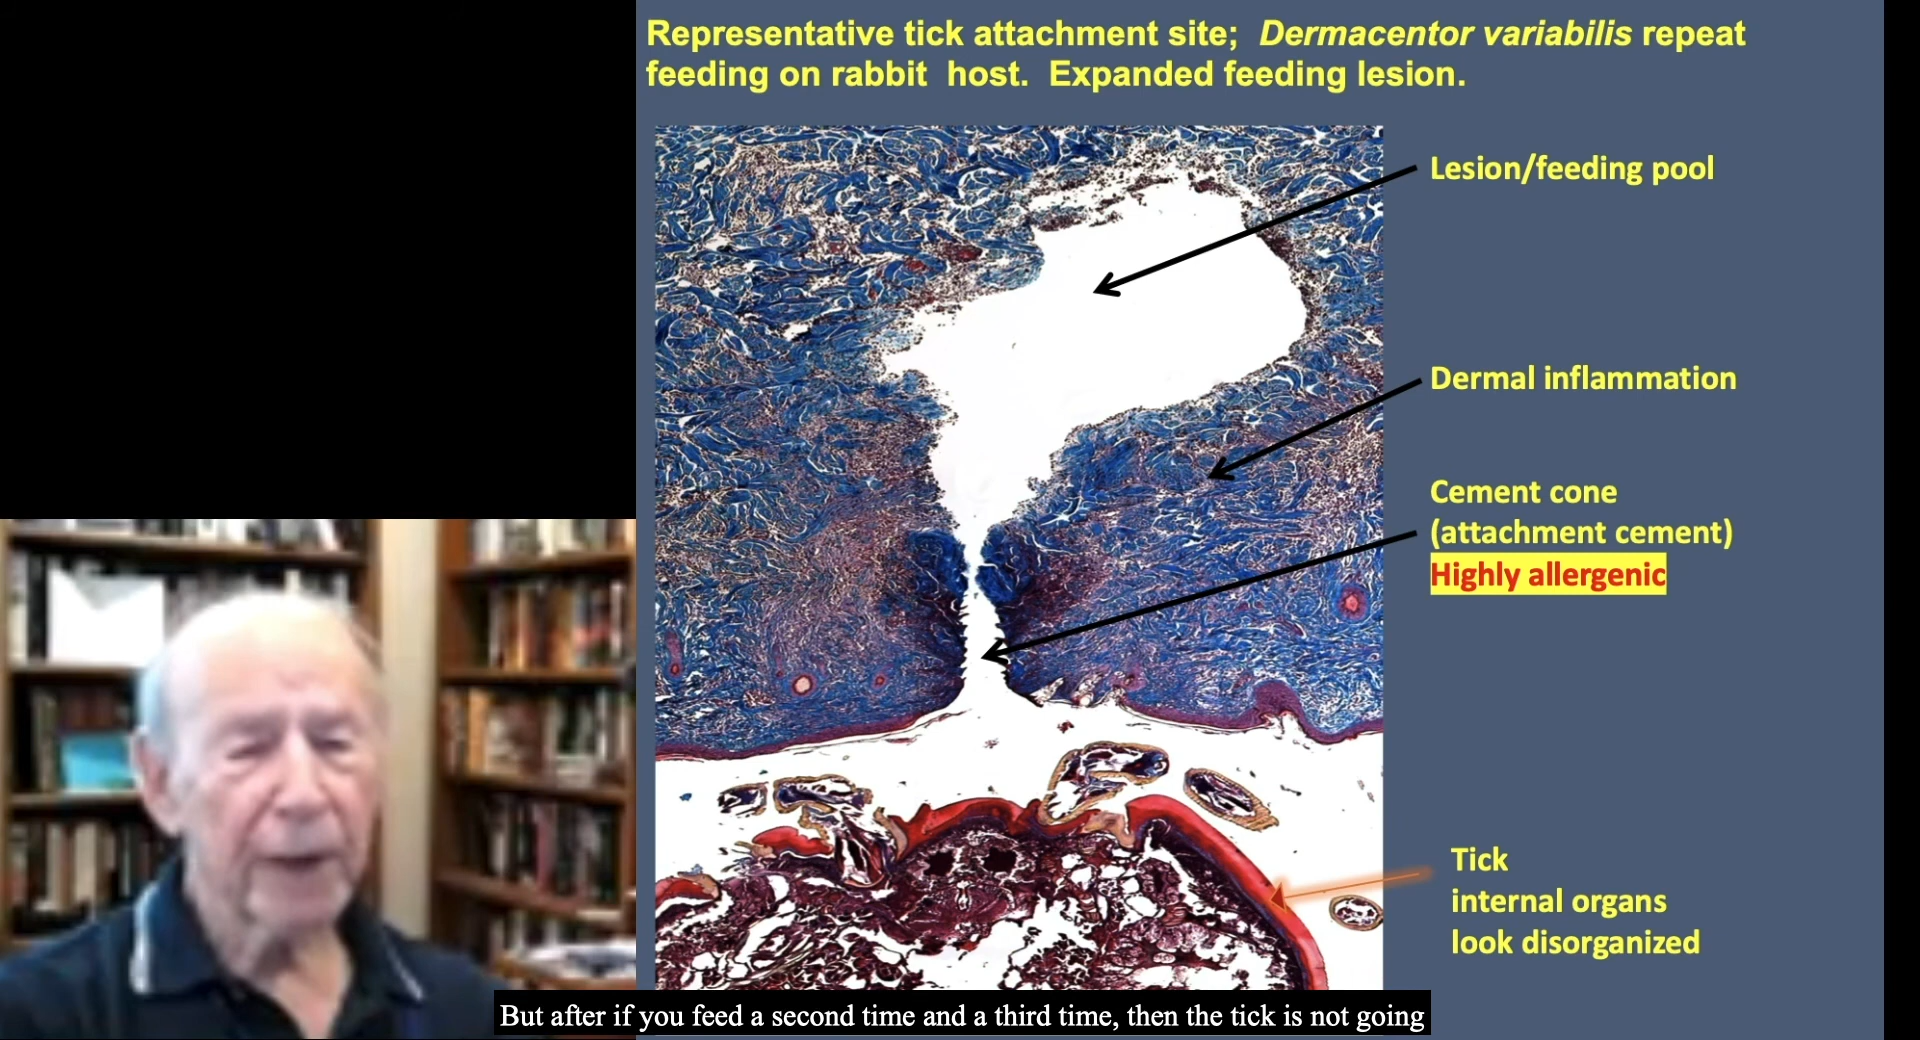 Representative tick attachment site; Dermacentor variabilis repeat
feeding on rabbit host. Expanded feeding lesion.
Lesion/feeding pool
Dermal inflammation
Cement cone
(attachment cement)
Highly allergenic
Tick
internal organs
look disorganized
But after if you feed a second time and a third time, then the tick is not going